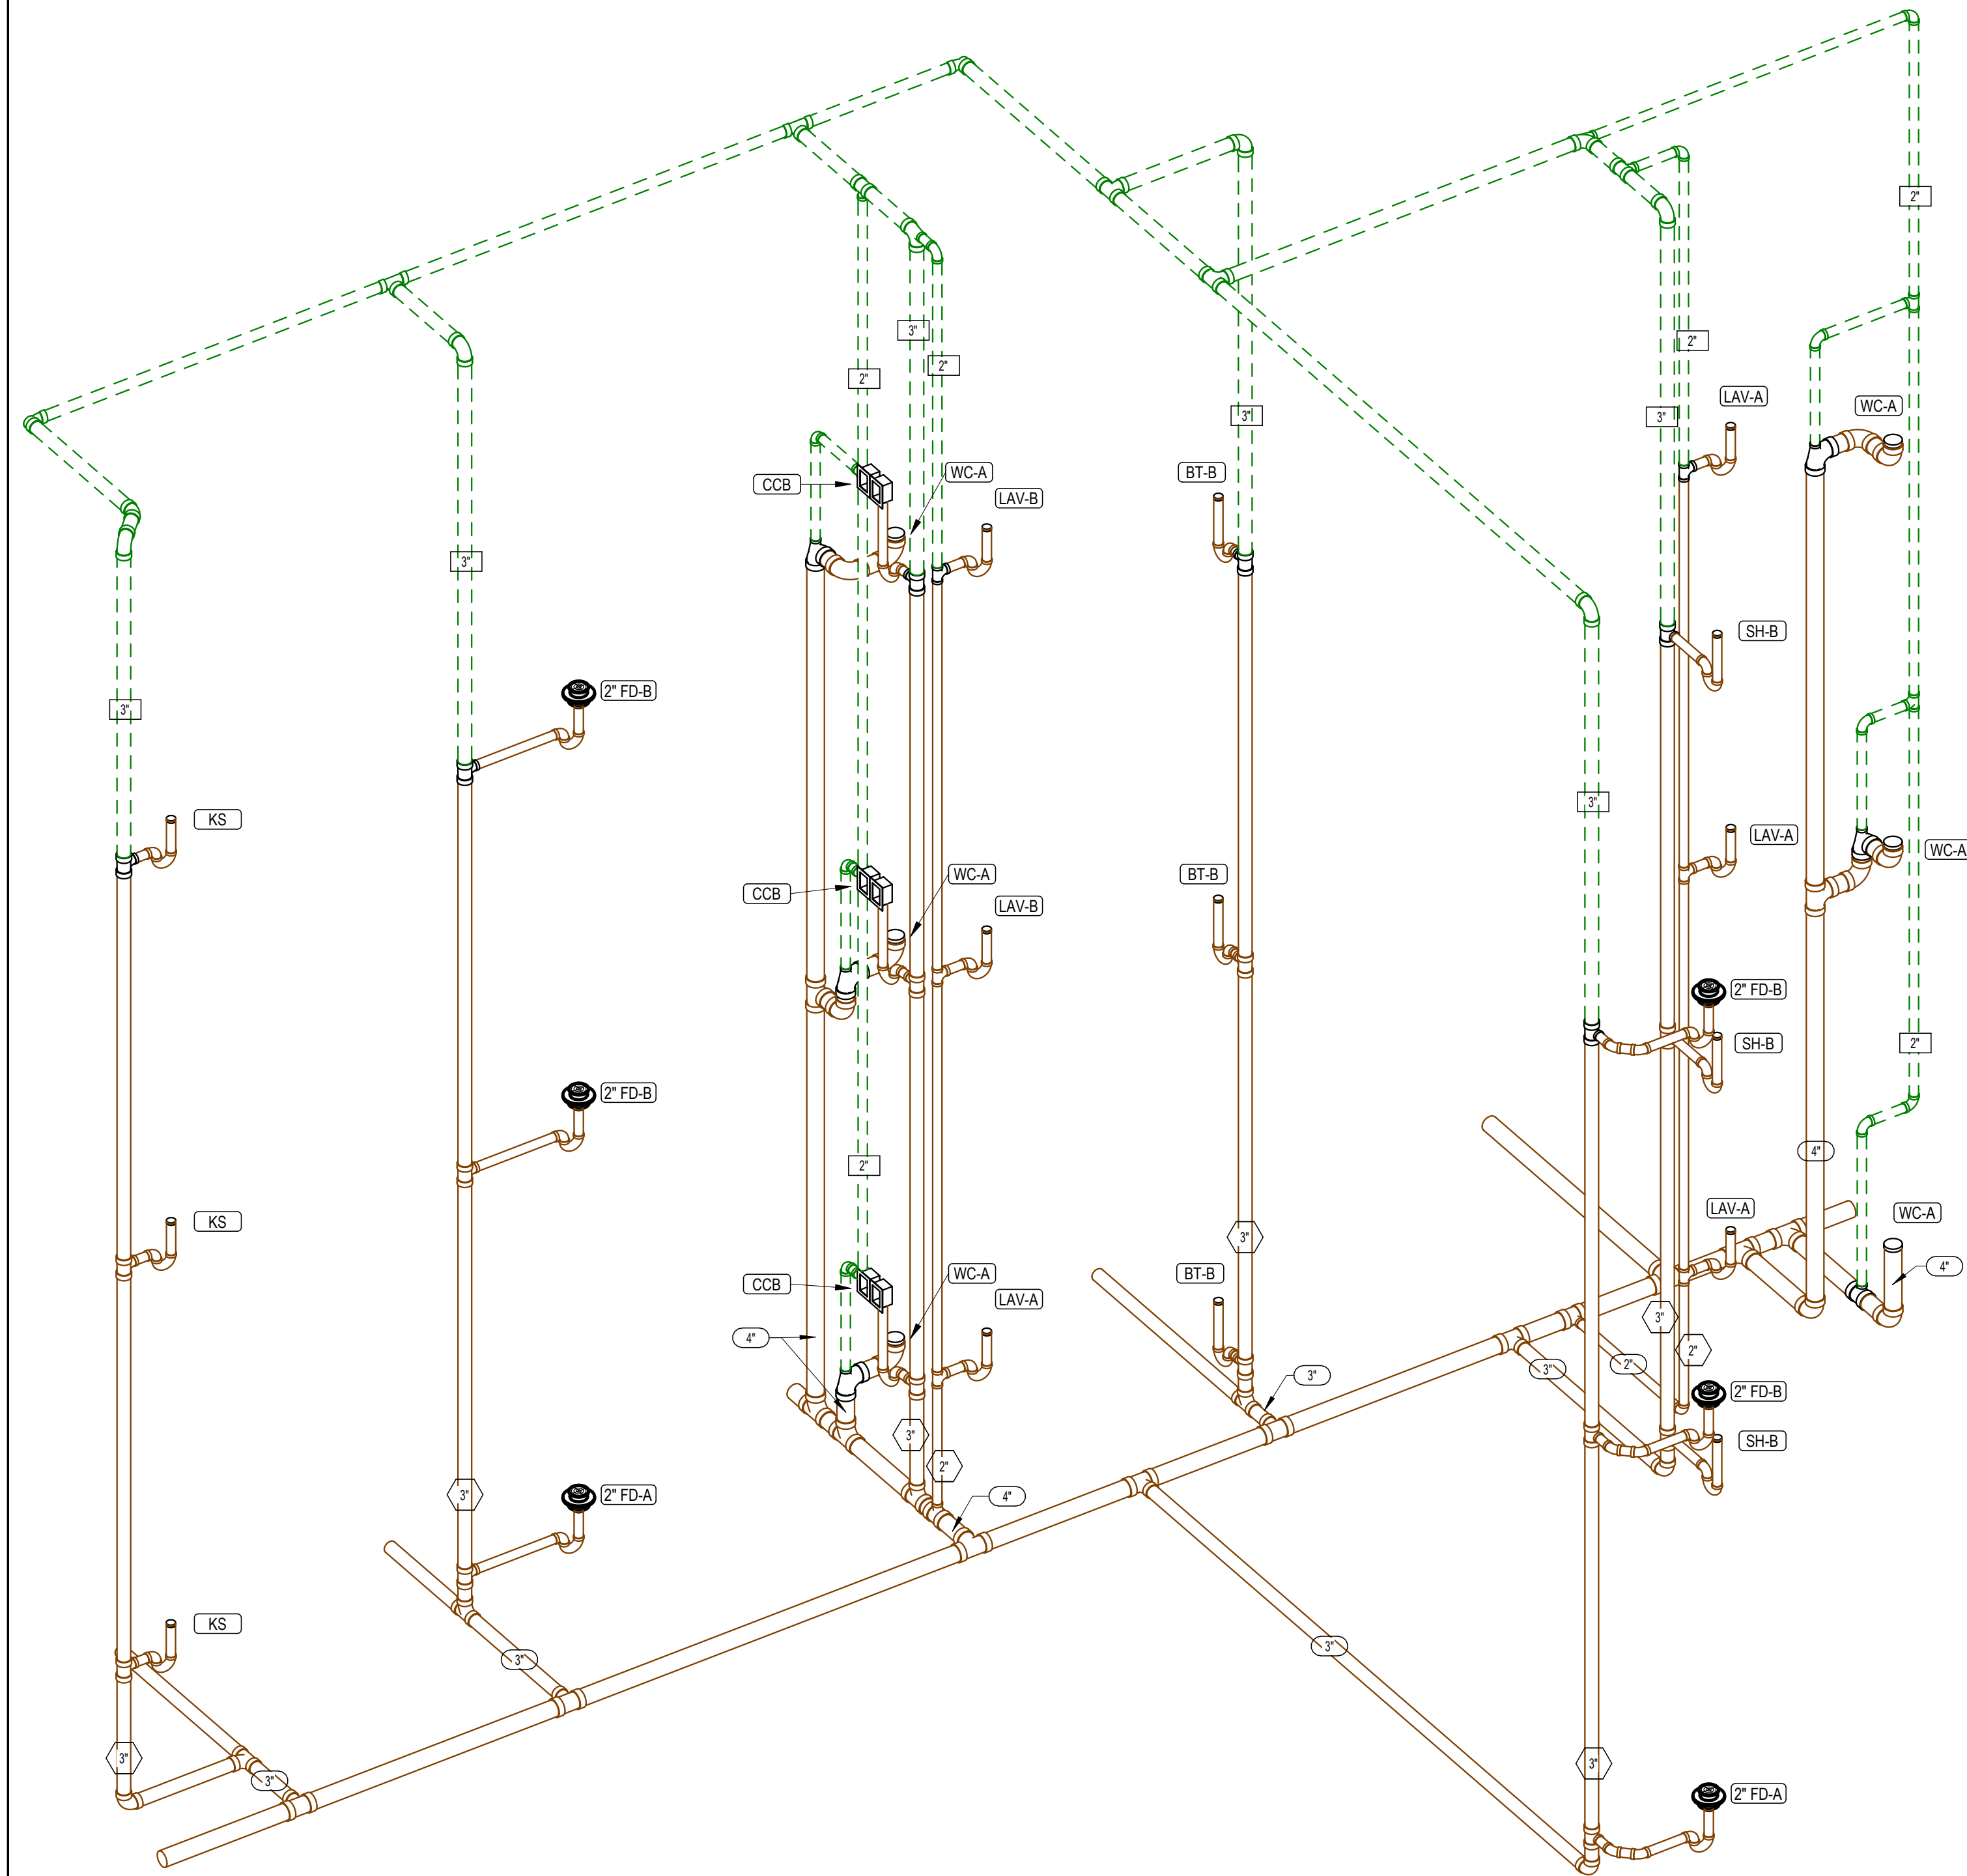 2"
3"
2"
2"
3"
2"
2"
LAV-A
WC-A
3"
3"
CCB
WC-A
BT-B
LAV-B
3"
SH-B
2" FD-B
3"
3"
KS
LAV-A
WC-A
CCB
WC-A
BT-B
LAV-B
2" FD-B
SH-B
2"
2" FD-B
4"
2"
KS
LAV-A
WC-A
3"
4"
BT-B
WC-A
CCB
LAV-A
3"
4"
2"
3"
2"
3"
3"
2" FD-B
3"
SH-B
2"
3"
2" FD-A
4"
KS
3"
3"
3"
3"
3"
2" FD-A